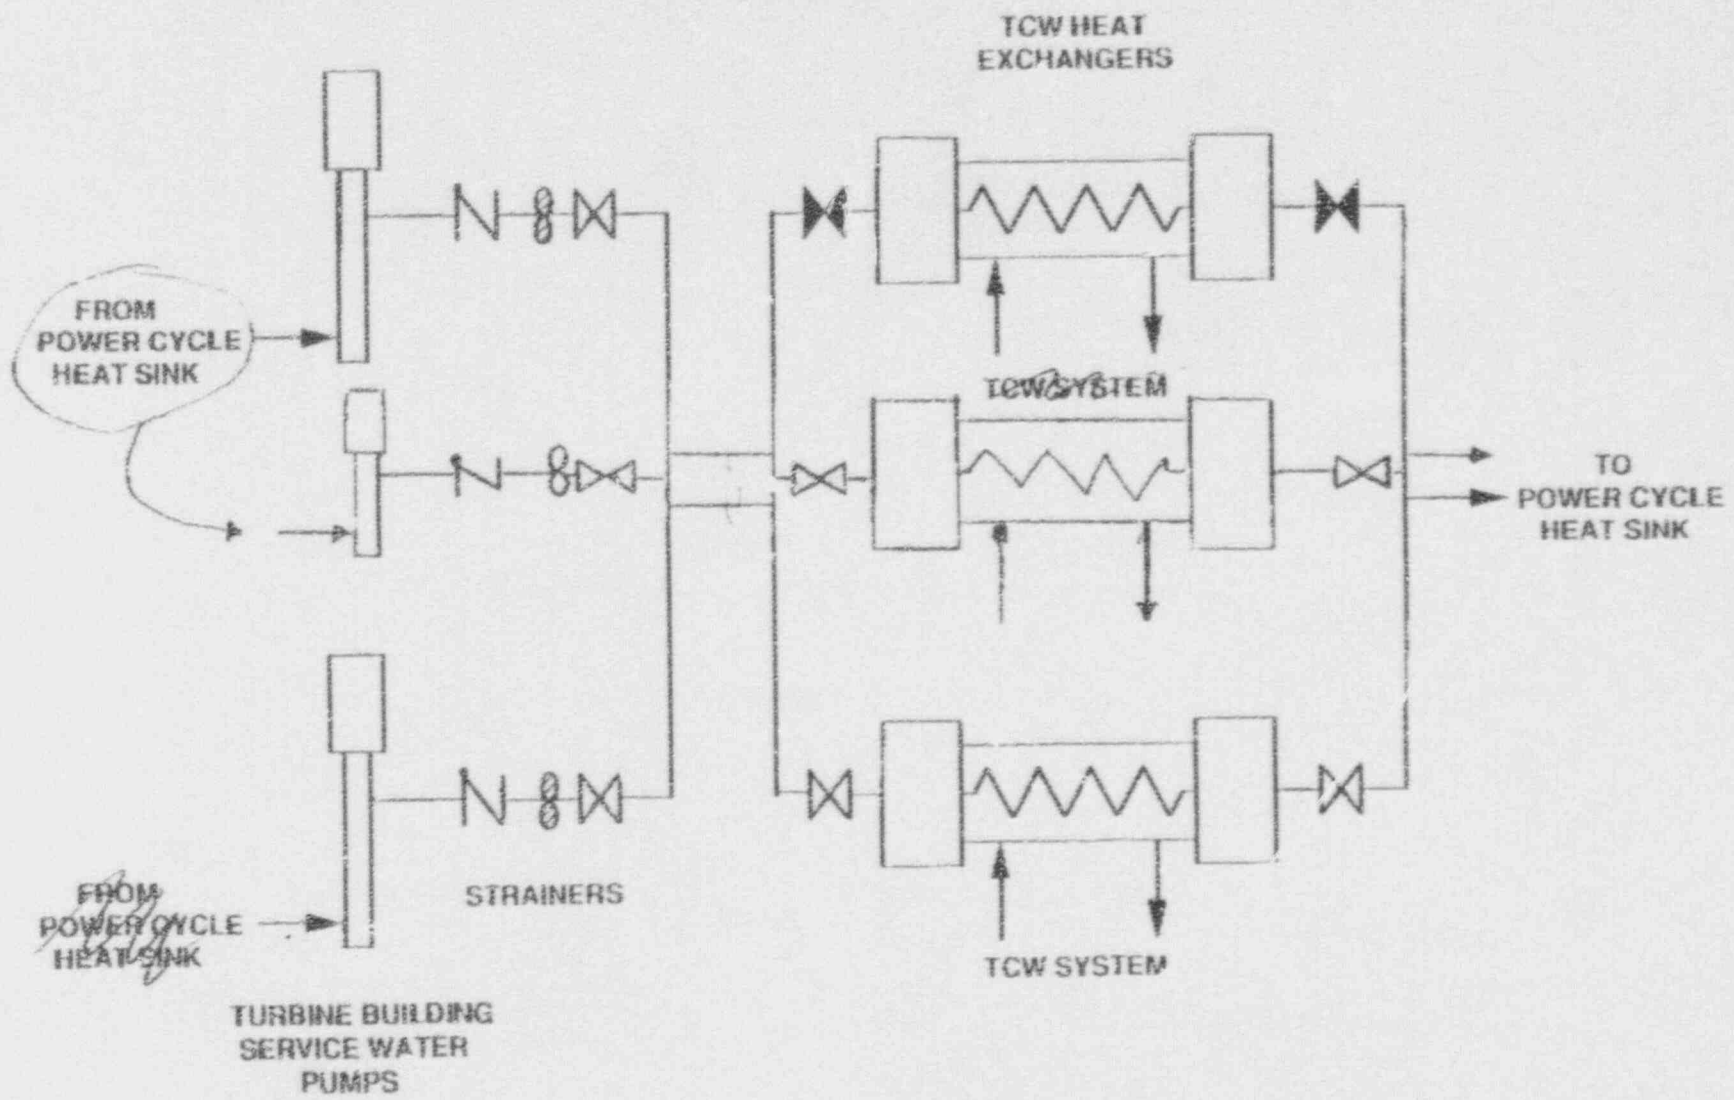 TCW HEAT
EXCHANGERS
FROM
POWER CYCLE
HEAT SINK
TCW SYSTEM
TO
POWER CYCLE
HEAT SINK
STRAINERS
FROM
POWER CYCLE
HEAT SINK
TCW SYSTEM
TURBINE BUILDING
SERVICE WATER
PUMPS